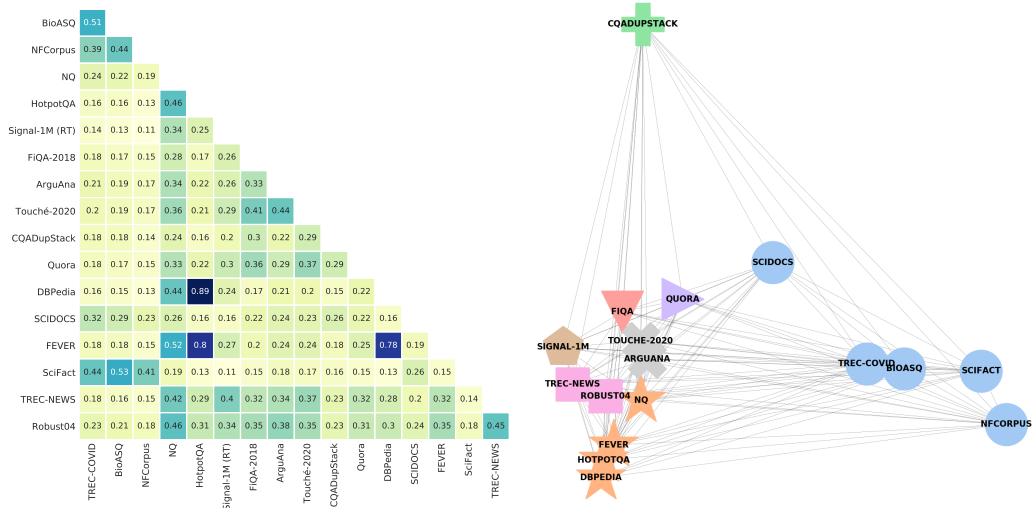 BioASQ 0.51
NFCorpus 0.39 0.44
NQ 0.24 0.22 0.19
HotpotQA 0.16 0.16 0.13 0.46
Signal-1M (RT) 0.14 0.13 0.11 0.34 0.25
FiQA-2018 0.18 0.17 0.15 0.28 0.17 0.26
ArguAna 0.21 0.19 0.17 0.34 0.22 0.26 0.33
Touché-2020 0.2 0.19 0.17 0.36 0.21 0.29 0.41 0.44
CQADupStack 0.18 0.18 0.14 0.24 0.16 0.2 0.3 0.22 0.29
Quora 0.18 0.17 0.15 0.33 0.22 0.3 0.36 0.29 0.37 0.29
DBPedia 0.16 0.15 0.13 0.44 0.89 0.24 0.17 0.21 0.2 0.15 0.22
SCIDOCS 0.32 0.29 0.23 0.26 0.16 0.16 0.22 0.24 0.23 0.26 0.22 0.16
FEVER 0.18 0.18 0.15 0.52 0.8 0.27 0.2 0.24 0.24 0.18 0.25 0.78 0.19
SciFact 0.44 0.53 0.41 0.19 0.13 0.11 0.15 0.18 0.17 0.16 0.15 0.13 0.26 0.15
TREC-NEWS 0.18 0.16 0.15 0.42 0.29 0.4 0.32 0.34 0.37 0.23 0.32 0.28 0.2 0.32 0.14
Robust04 0.23 0.21 0.18 0.46 0.31 0.34 0.35 0.38 0.35 0.23 0.31 0.3 0.24 0.35 0.18 0.45
TREC-COVID
BioASQ
NFCorpus
NQ
HotpotQA
Signal-1M (RT)
FiQA-2018
ArguAna
Touché-2020
CQADupStack
Quora
DBPedia
SCIDOCS
FEVER
SciFact
TREC-NEWS
CQADUPSTACK
SCIDOCS
QUORA
FIQA
TOUCHE-2020
SIGNAL-1M
ARGUANA
TREC-COVID
BIOASQ
SCIFACT
TREC-NEWS
ROBUST04
NQ
NFCORPUS
FEVER
HOTPOTQA
DBPEDIA